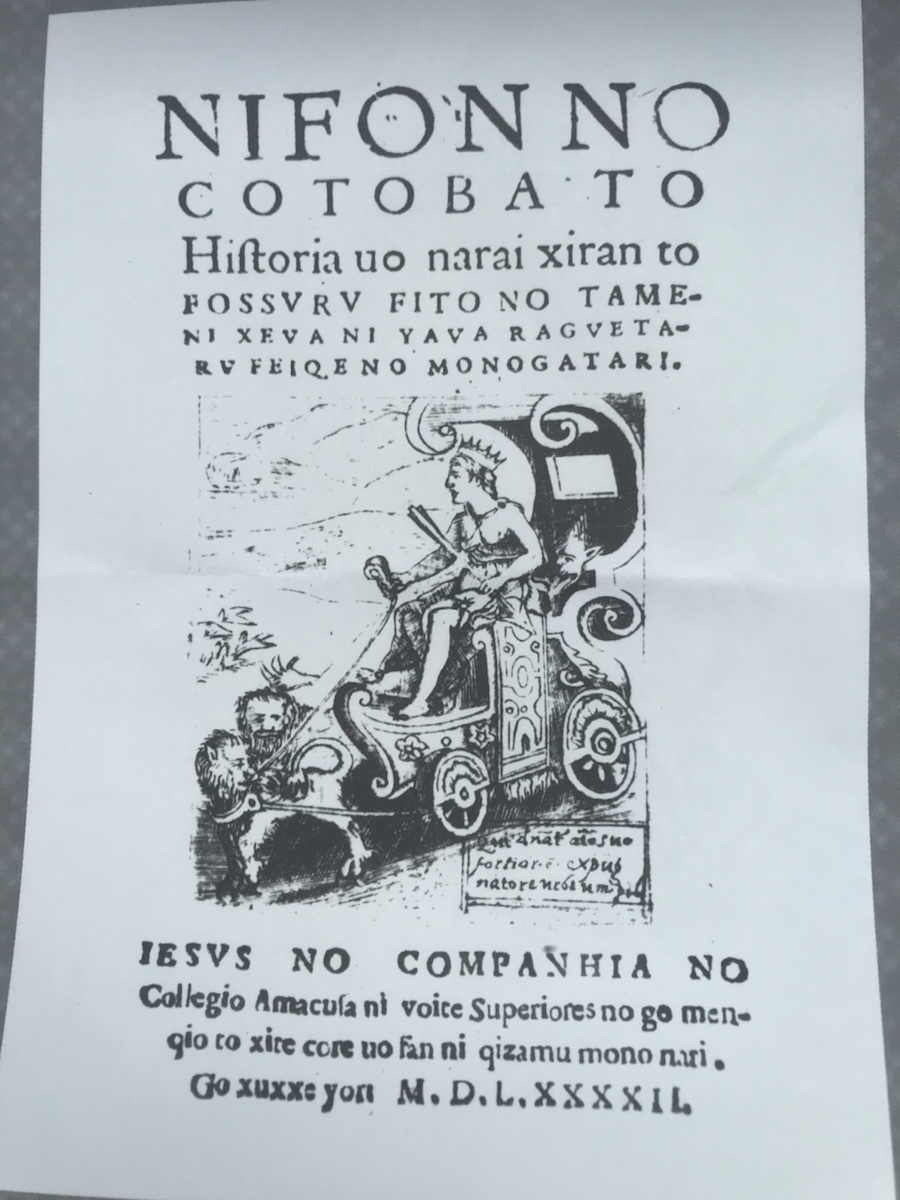 NIFON NO
COTOBA TO
Hiſtoria uo narai xiran to
FOSSVRV FITO NO TAME-
NI XEVA NI YAVA RAGVETA-
RV FEIQE NO MONOGATARI.
fortior ē expug
IESVS NO COMPANHIA NO
Collegio Amacuſa ni voite Superiores no go men-
qio to xite core uo fan ni qizamu mono nari.
Go xuxxe yori M.D.L.XXXXII.